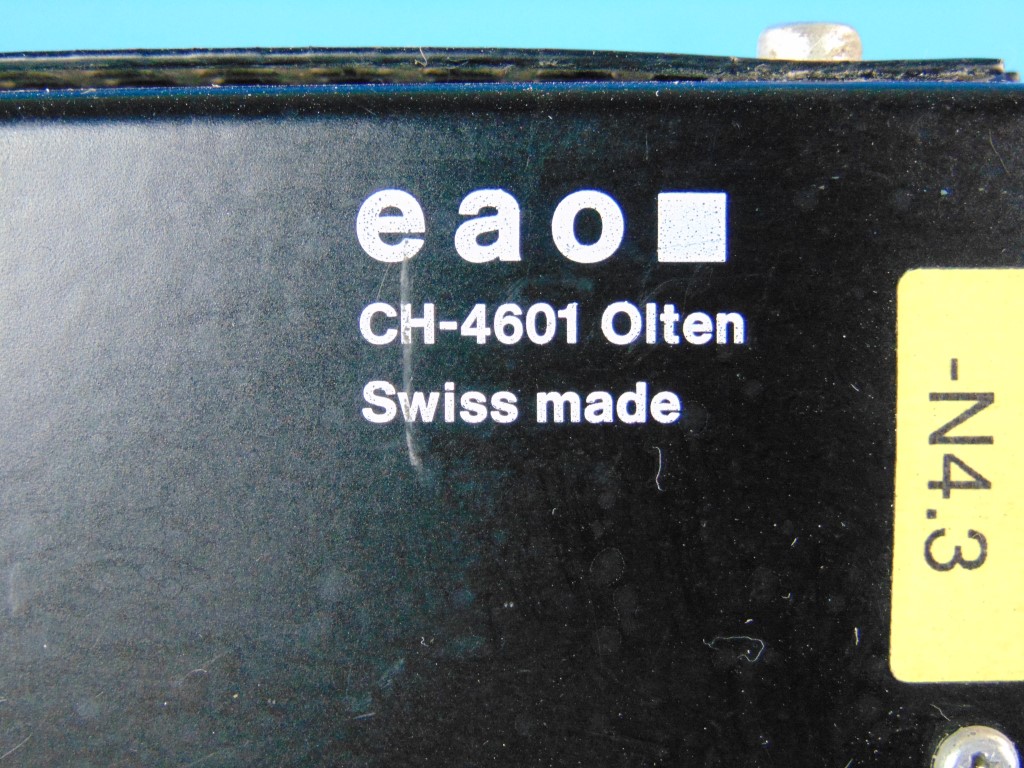 eao
CH-4601 Olten
Swiss made
-N4.3